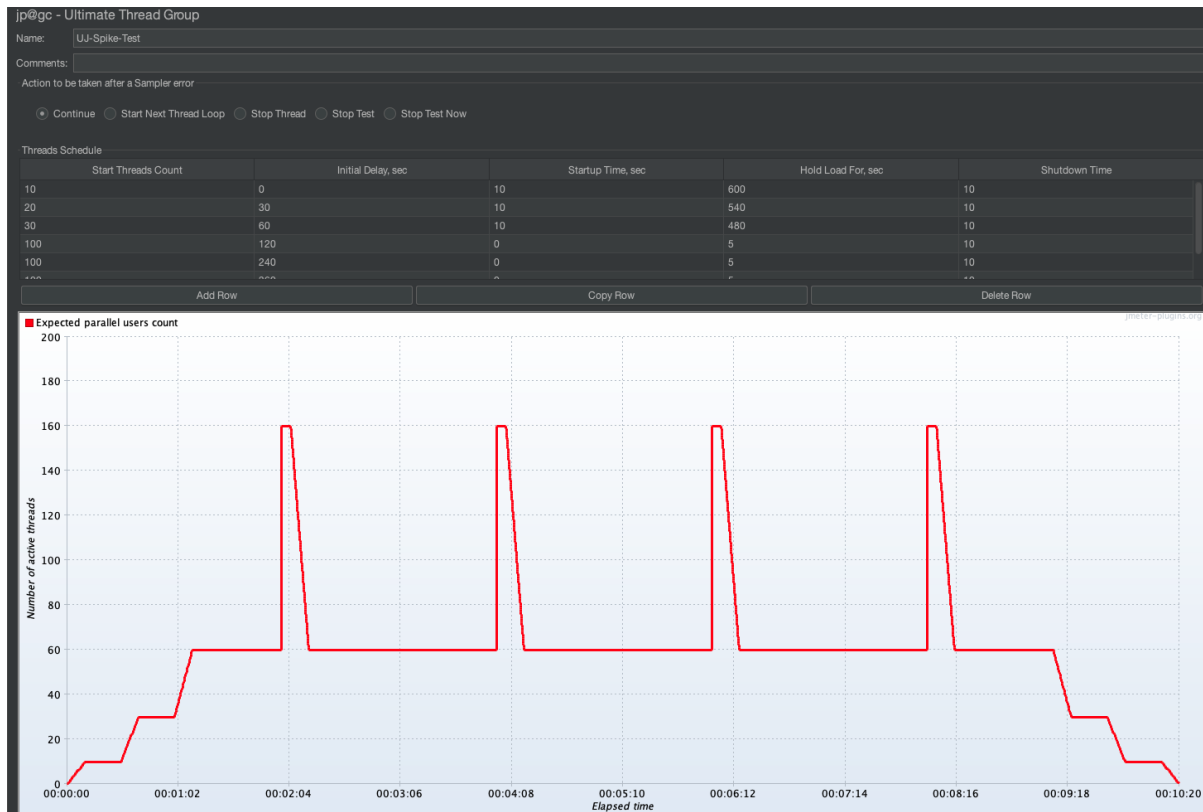 jp@gc - Ultimate Thread Group
Name: UJ-Spike-Test
Comments:
Action to be taken after a Sampler error
Continue Start Next Thread Loop Stop Thread Stop Test Stop Test Now
Threads Schedule
Start Threads Count Initial Delay, sec Startup Time, sec Hold Load For, sec Shutdown Time
10 0 10 600 10
20 30 10 540 10
30 60 10 480 10
100 120 0 5 10
100 240 0 5 10
Add Row Copy Row Delete Row
jmeter-plugins.org
Expected parallel users count
200
180
160
140
120
100
80
60
40
20
0
Number of active threads
00:00:00 00:01:02 00:02:04 00:03:06 00:04:08 00:05:10 00:06:12 00:07:14 00:08:16 00:09:18 00:10:20
Elapsed time